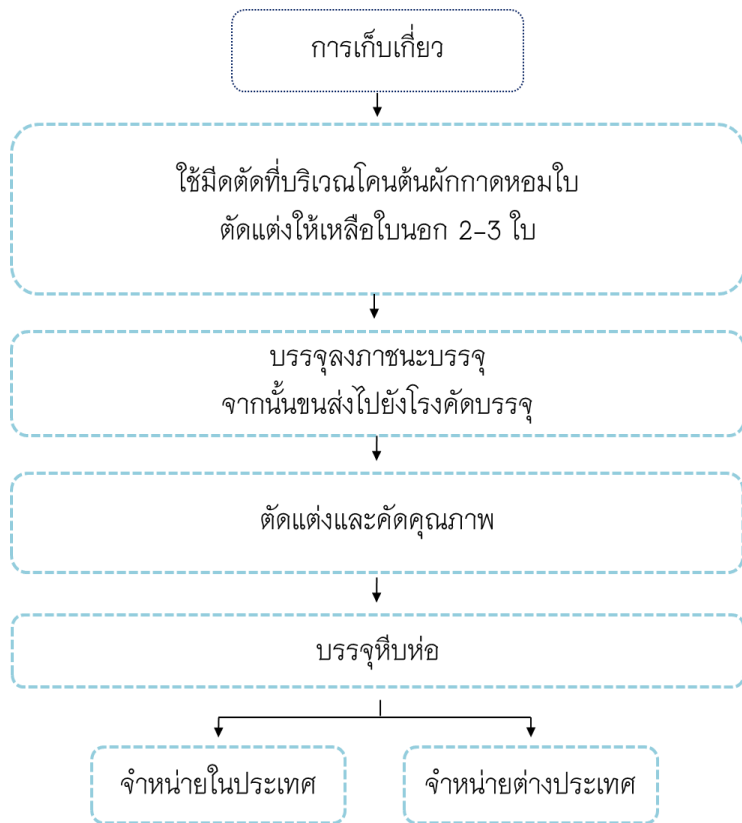 การเก็บเกี่ยว
ใช้มีดตัดที่บริเวณโคนต้นผักกาดหอมใบ
ตัดแต่งให้เหลือใบนอก 2-3 ใบ
บรรจุลงภาชนะบรรจุ
จากนั้นขนส่งไปยังโรงคัดบรรจุ
ตัดแต่งและคัดคุณภาพ
บรรจุหีบห่อ
จำหน่ายในประเทศ
จำหน่ายต่างประเทศ